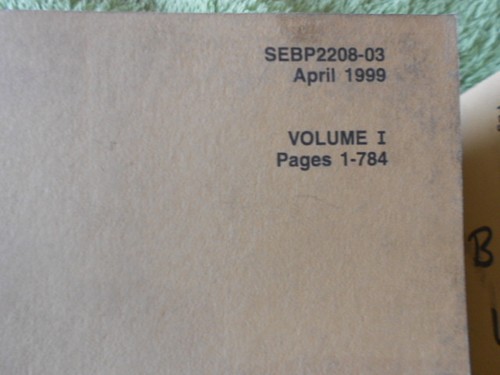 SEBP2208-03
April 1999
VOLUME I
Pages 1-784
B